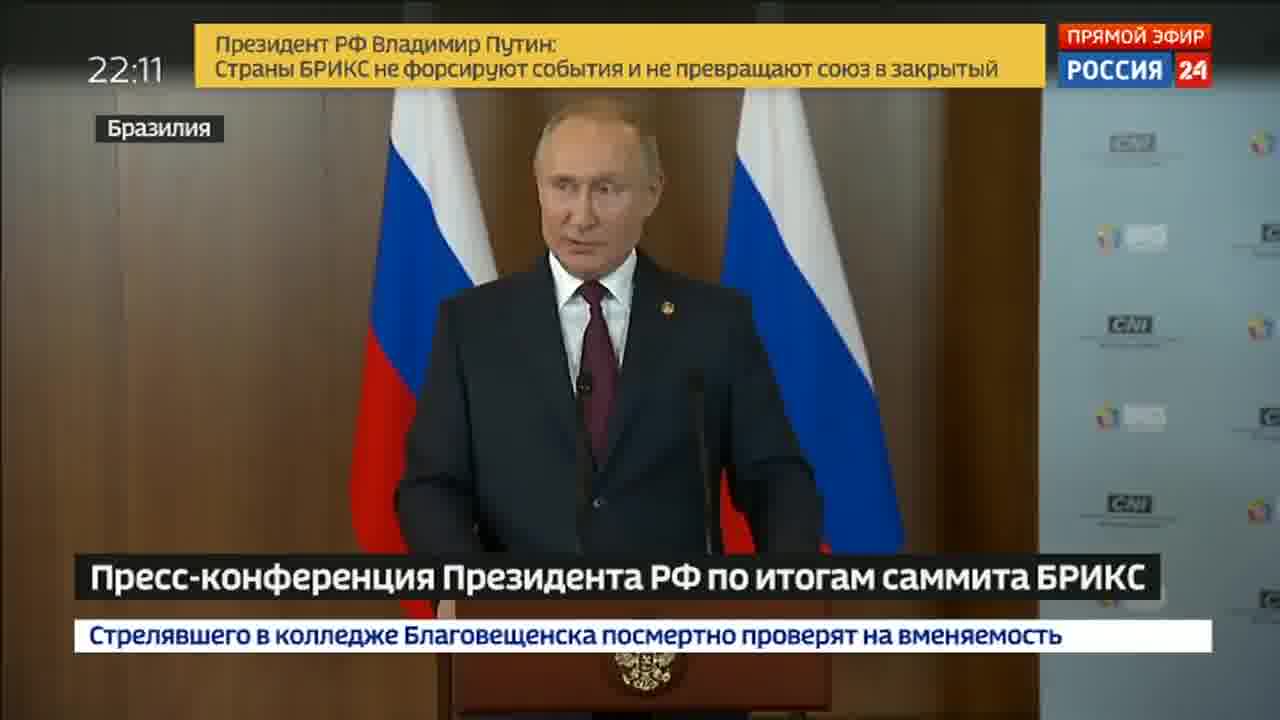 22:11
Президент РФ Владимир Путин:
Страны БРИКС не форсируют события и не превращают союз в закрытый
ПРЯМОЙ ЭФИР
РОССИЯ 24
Бразилия
CNI
CNI
CNI
Пресс-конференция Президента РФ по итогам саммита БРИКС
Стрелявшего в колледже Благовещенска посмертно проверят на вменяемость